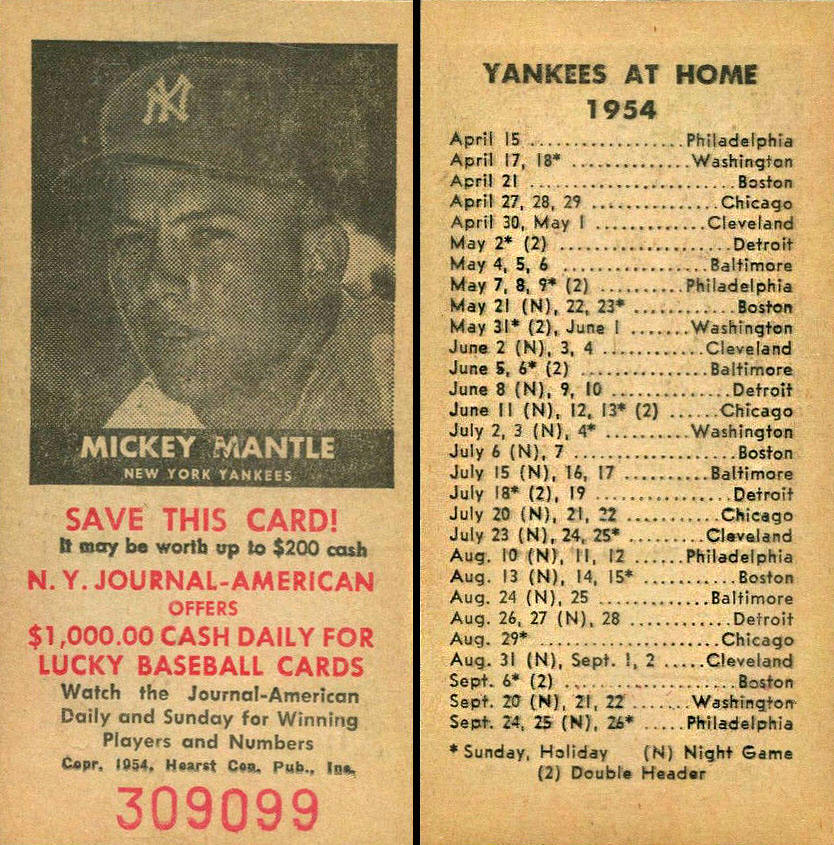 NY
MICKEY MANTLE
NEW YORK YANKEES
SAVE THIS CARD!
It may be worth up to $200 cash
N. Y. JOURNAL-AMERICAN
OFFERS
$1,000.00 CASH DAILY FOR
LUCKY BASEBALL CARDS
Watch the Journal-American
Daily and Sunday for Winning
Players and Numbers
Copr. 1954. Hearst Con. Pub., Inc.
309099
YANKEES AT HOME
1954
April 15 ..................Philadelphia
April 17, 18* ..............Washington
April 21 ........................Boston
April 27, 28, 29 ...............Chicago
April 30, May 1 .............Cleveland
May 2* (2) ....................Detroit
May 4, 5, 6 .................Baltimore
May 7, 8, 9* (2) ..........Philadelphia
May 21 (N), 22, 23* ............Boston
May 31* (2), June 1 .......Washington
June 2 (N), 3, 4 .............Cleveland
June 5, 6* (2) ...............Baltimore
June 8 (N), 9, 10 ..............Detroit
June 11 (N), 12, 13* (2) ......Chicago
July 2, 3 (N), 4* ..........Washington
July 6 (N), 7 ...................Boston
July 15 (N), 16, 17 ..........Baltimore
July 18* (2), 19 ................Detroit
July 20 (N), 21, 22 ...........Chicago
July 23 (N), 24, 25* .........Cleveland
Aug. 10 (N), 11, 12 ......Philadelphia
Aug. 13 (N), 14, 15* ...........Boston
Aug. 24 (N), 25 .............Baltimore
Aug. 26, 27 (N), 28 ...........Detroit
Aug. 29* .......................Chicago
Aug. 31 (N), Sept. 1, 2 .....Cleveland
Sept. 6* (2) ....................Boston
Sept. 20 (N), 21, 22 .......Washington
Sept. 24, 25 (N), 26* .....Philadelphia
* Sunday, Holiday (N) Night Game
(2) Double Header